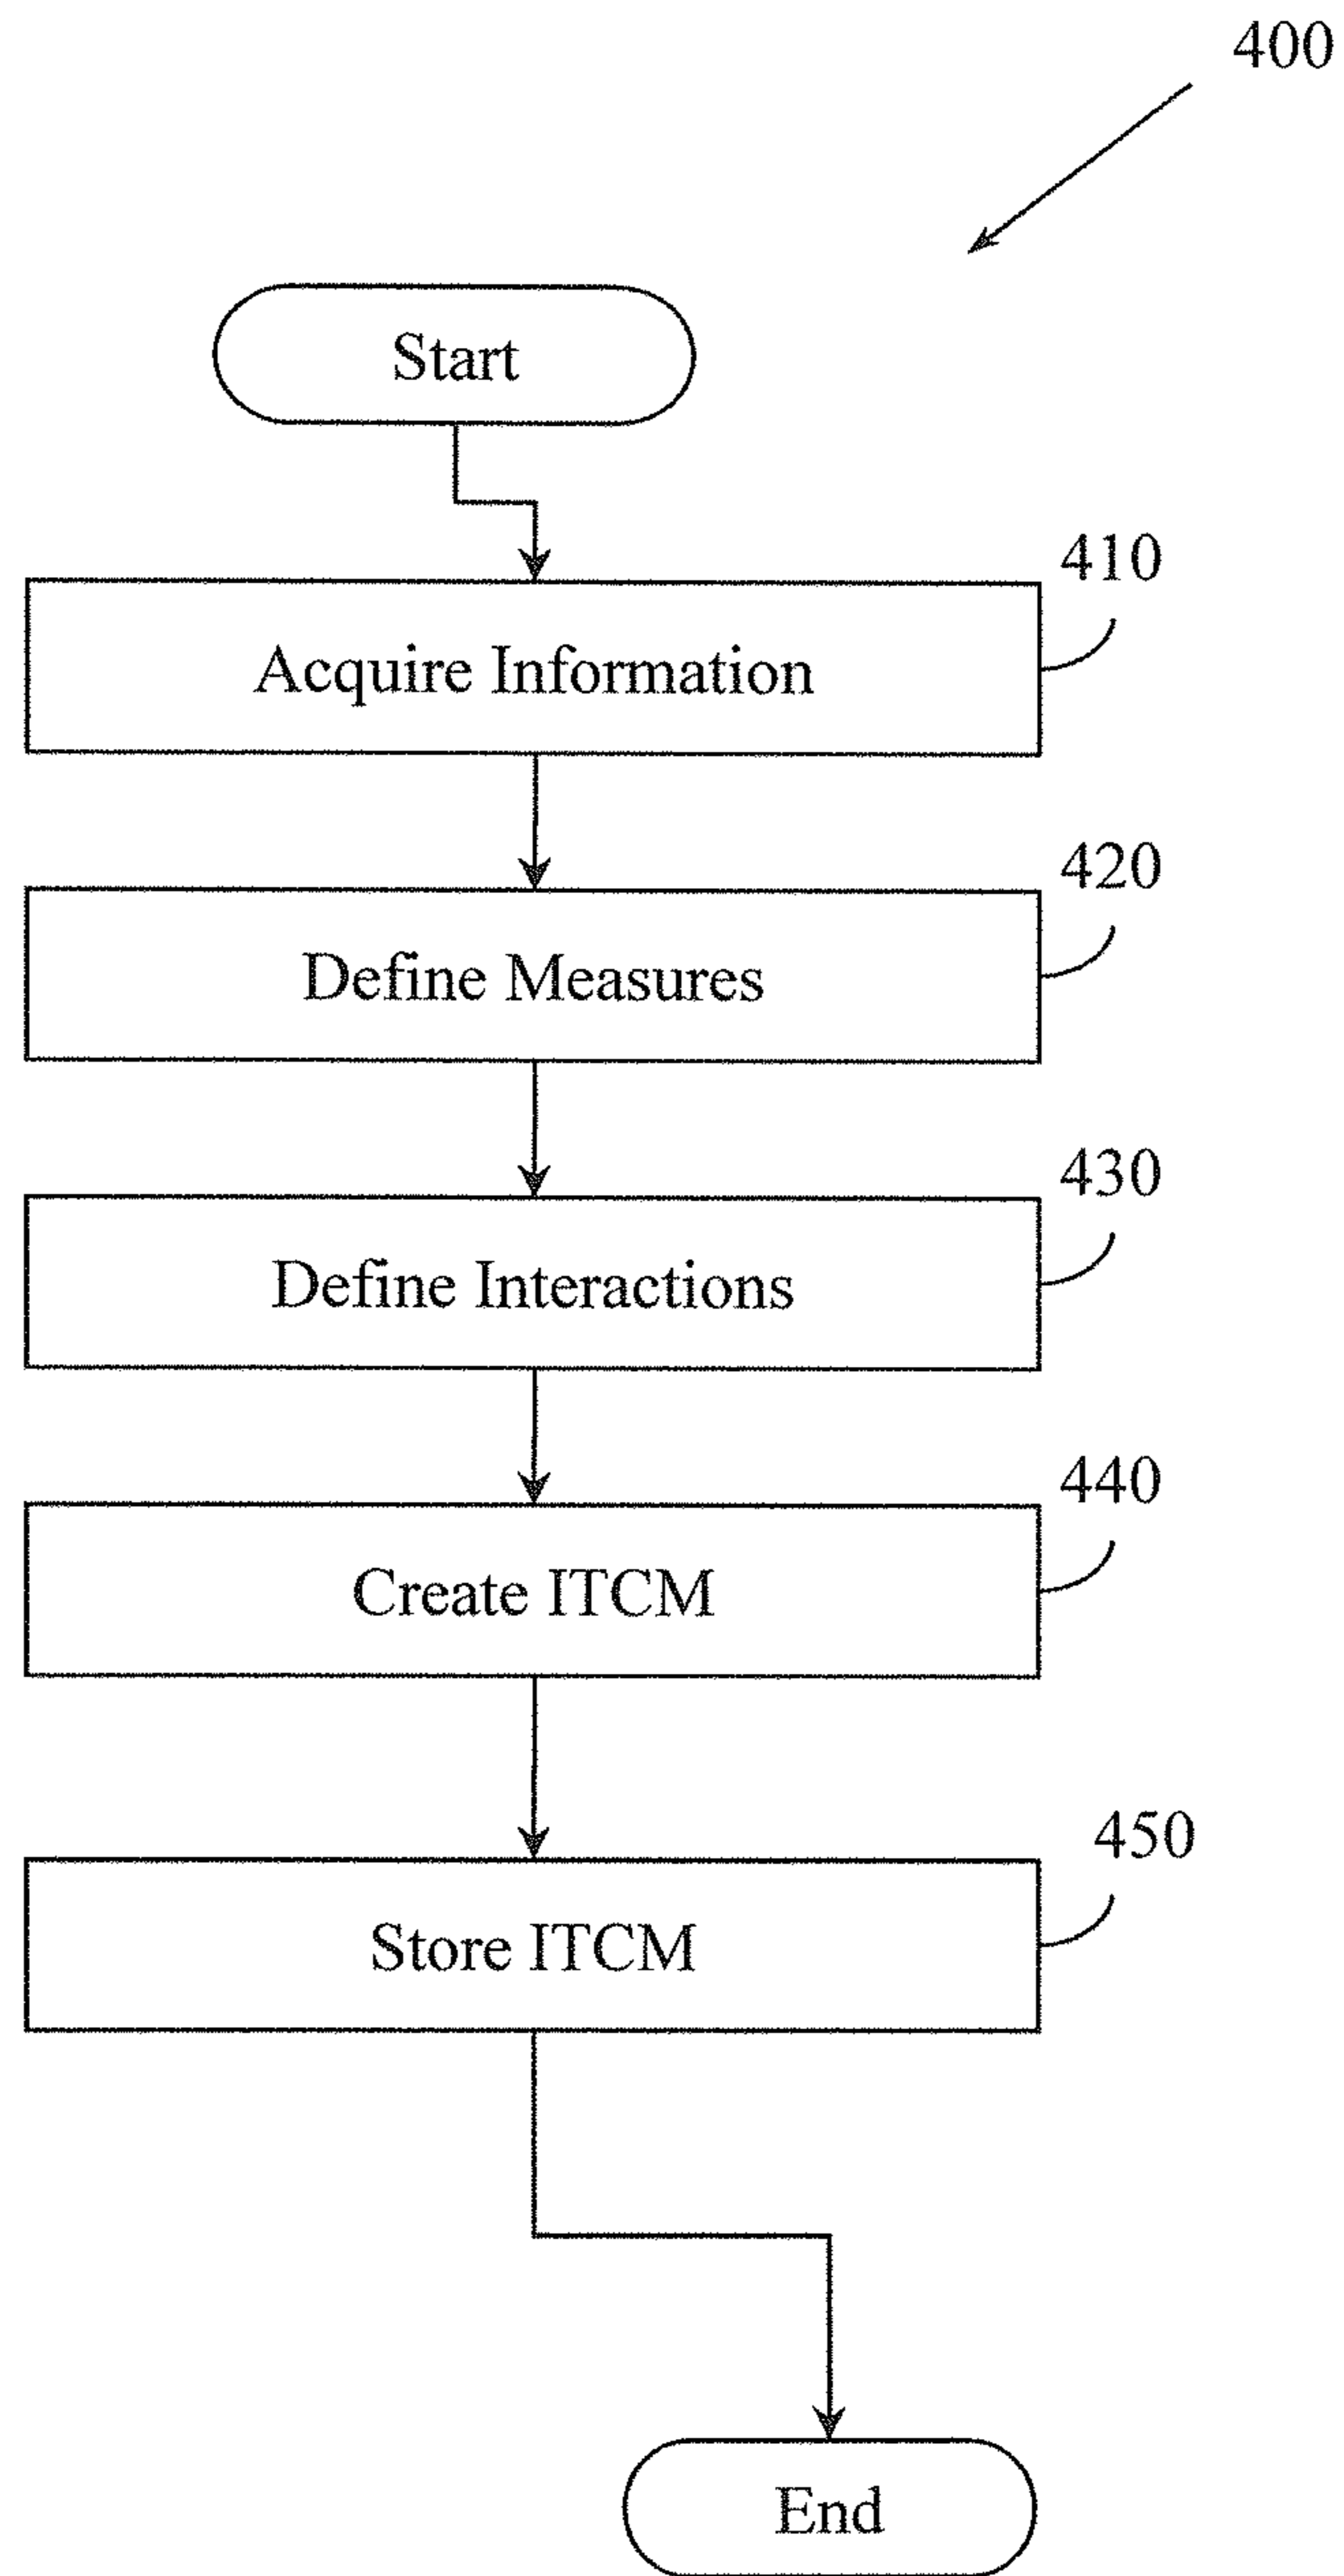 400
Start
410
Acquire Information
420
Define Measures
430
Define Interactions
440
Create ITCM
450
Store ITCM
End